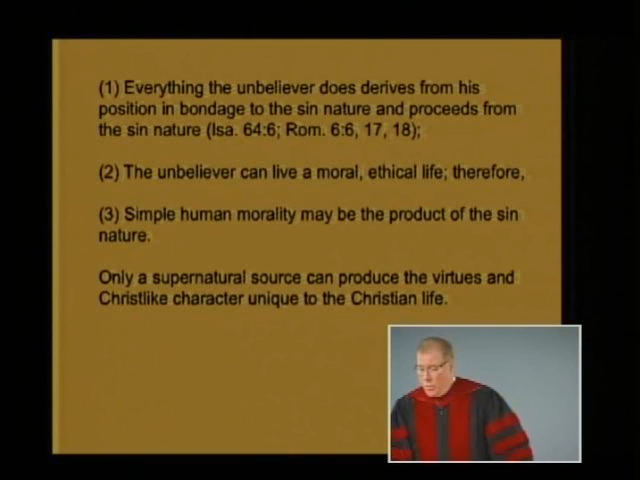 (1) Everything the unbeliever does derives from his
position in bondage to the sin nature and proceeds from
the sin nature (Isa. 64:6; Rom. 6:6, 17, 18);
(2) The unbeliever can live a moral, ethical life; therefore,
(3) Simple human morality may be the product of the sin
nature.
Only a supernatural source can produce the virtues and
Christlike character unique to the Christian life.